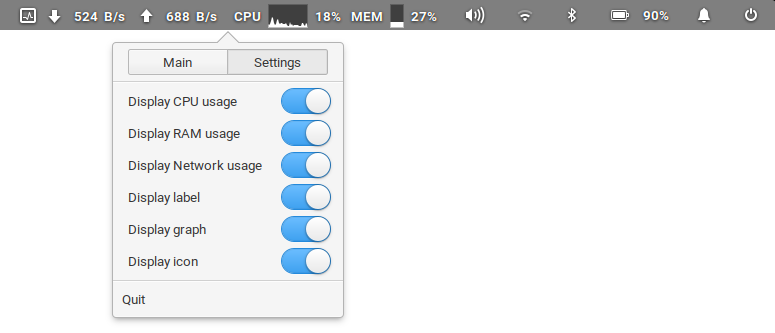 524 B/s 688 B/s CPU 18% MEM 27% 90%
Main Settings
Display CPU usage
Display RAM usage
Display Network usage
Display label
Display graph
Display icon
Quit